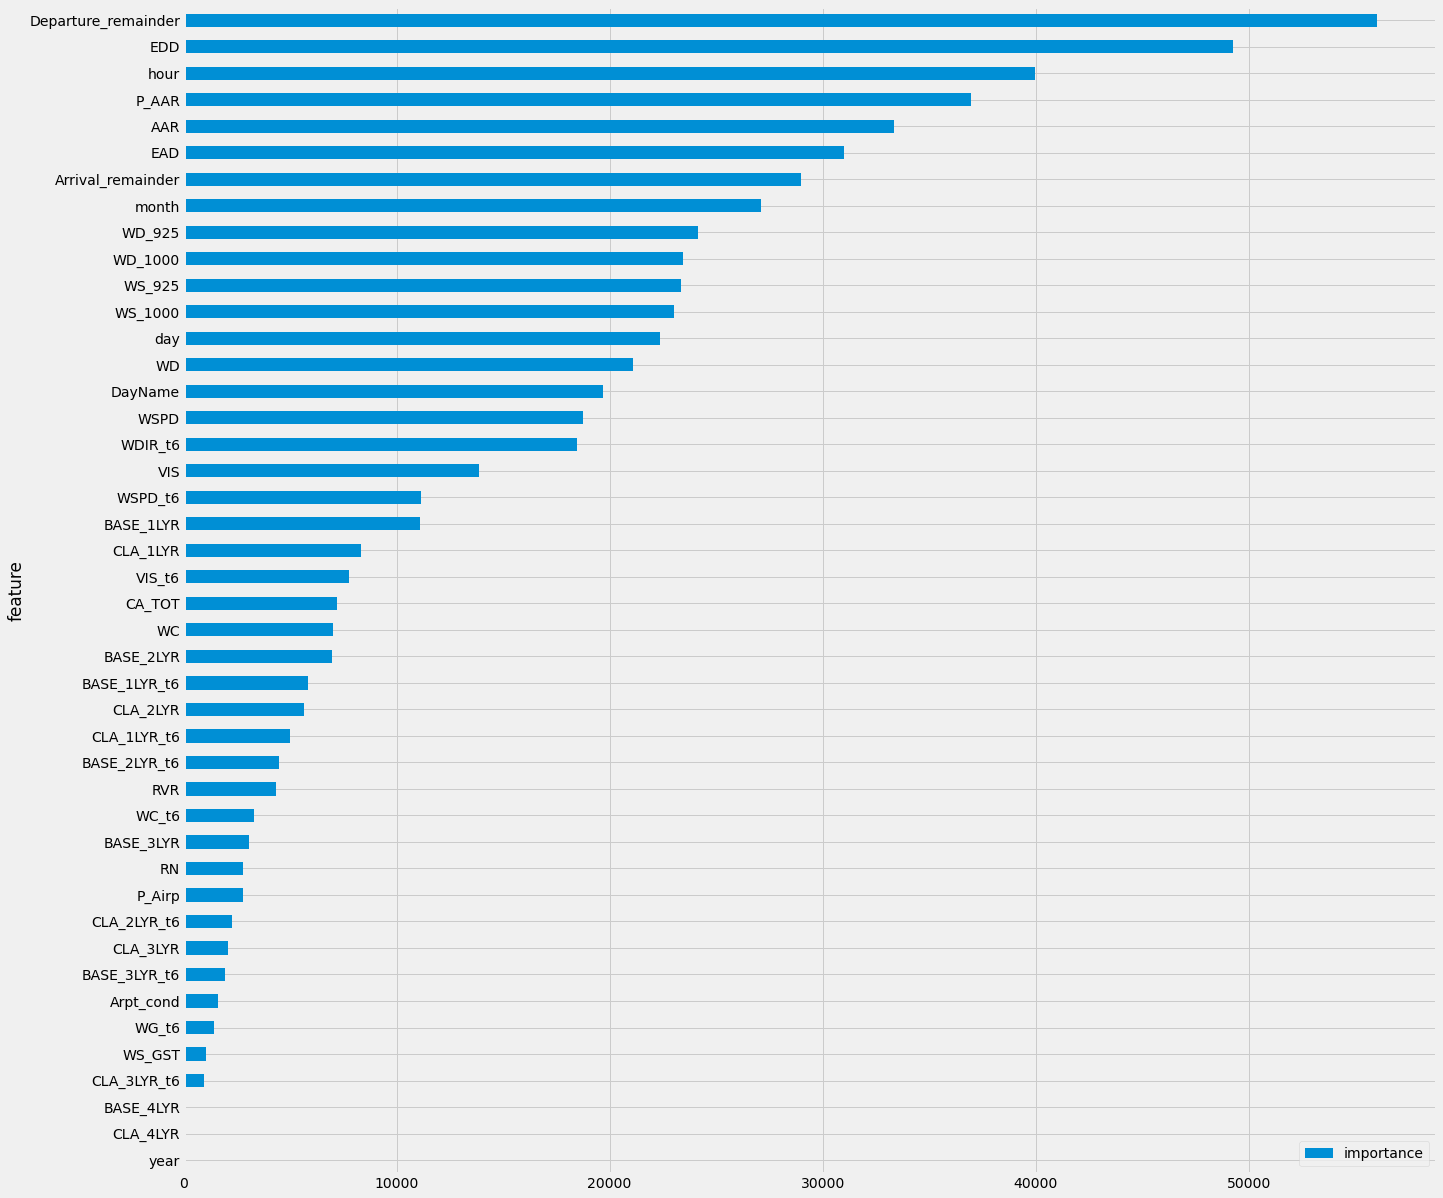 Departure_remainder
EDD
hour
P_AAR
AAR
EAD
Arrival_remainder
month
WD_925
WD_1000
WS_925
WS_1000
day
WD
DayName
WSPD
WDIR_t6
VIS
WSPD_t6
BASE_1LYR
CLA_1LYR
VIS_t6
CA_TOT
WC
BASE_2LYR
BASE_1LYR_t6
CLA_2LYR
CLA_1LYR_t6
BASE_2LYR_t6
RVR
WC_t6
BASE_3LYR
RN
P_Airp
CLA_2LYR_t6
CLA_3LYR
BASE_3LYR_t6
Arpt_cond
WG_t6
WS_GST
CLA_3LYR_t6
BASE_4LYR
CLA_4LYR
year
feature
importance
0 10000 20000 30000 40000 50000